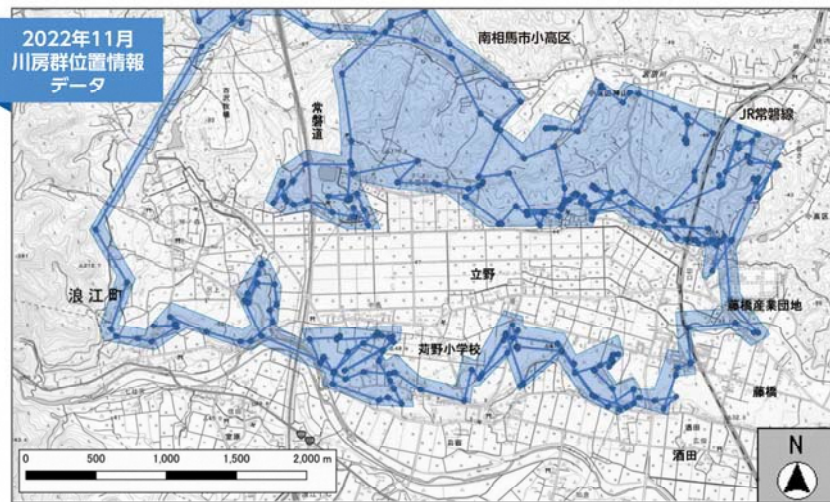 2022年11月
川房群位置情報
データ
南相馬市小高区
常磐道
JR常磐線
小高区
立野
浪江町
藤橋産業団地
苅野小学校
藤橋
酒田
0 500 1,000 1,500 2,000 m
N